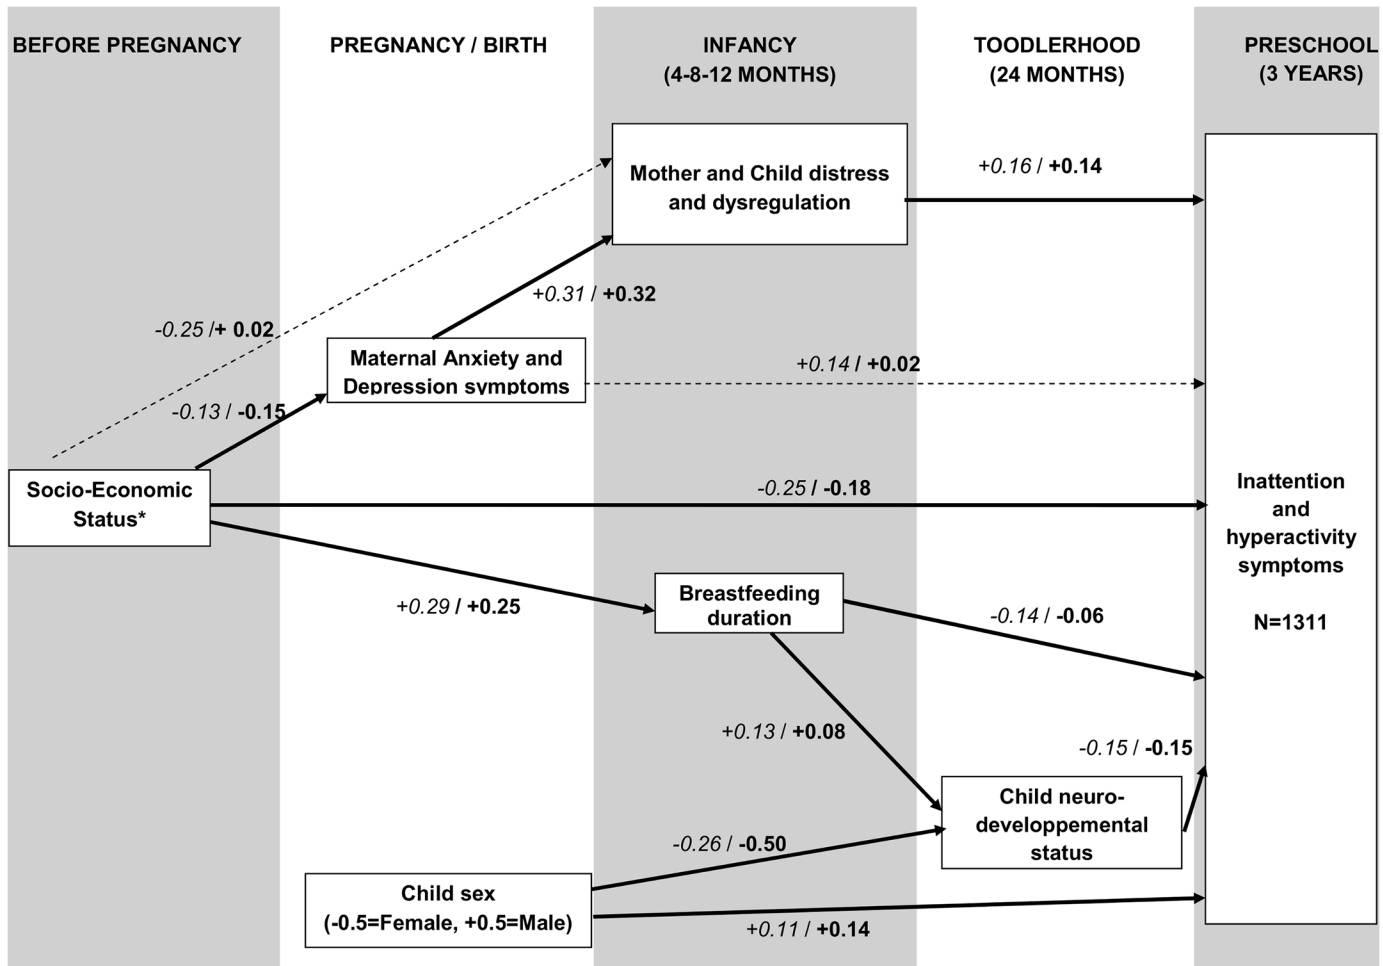 BEFORE PREGNANCY
PREGNANCY / BIRTH
INFANCY
(4-8-12 MONTHS)
TOODLERHOOD
(24 MONTHS)
PRESCHOOL
(3 YEARS)
Mother and Child distress
and dysregulation
+0.16 / +0.14
+0.31 / +0.32
-0.25 /+ 0.02
Maternal Anxiety and
Depression symptoms
+0.14 / +0.02
-0.13 / -0.15
Socio-Economic
Status*
-0.25 / -0.18
Inattention
and
hyperactivity
symptoms
N=1311
+0.29 / +0.25
Breastfeeding
duration
-0.14 / -0.06
+0.13 / +0.08
-0.15 / -0.15
Child neuro-
developpemental
status
-0.26 / -0.50
Child sex
(-0.5=Female, +0.5=Male)
+0.11 / +0.14